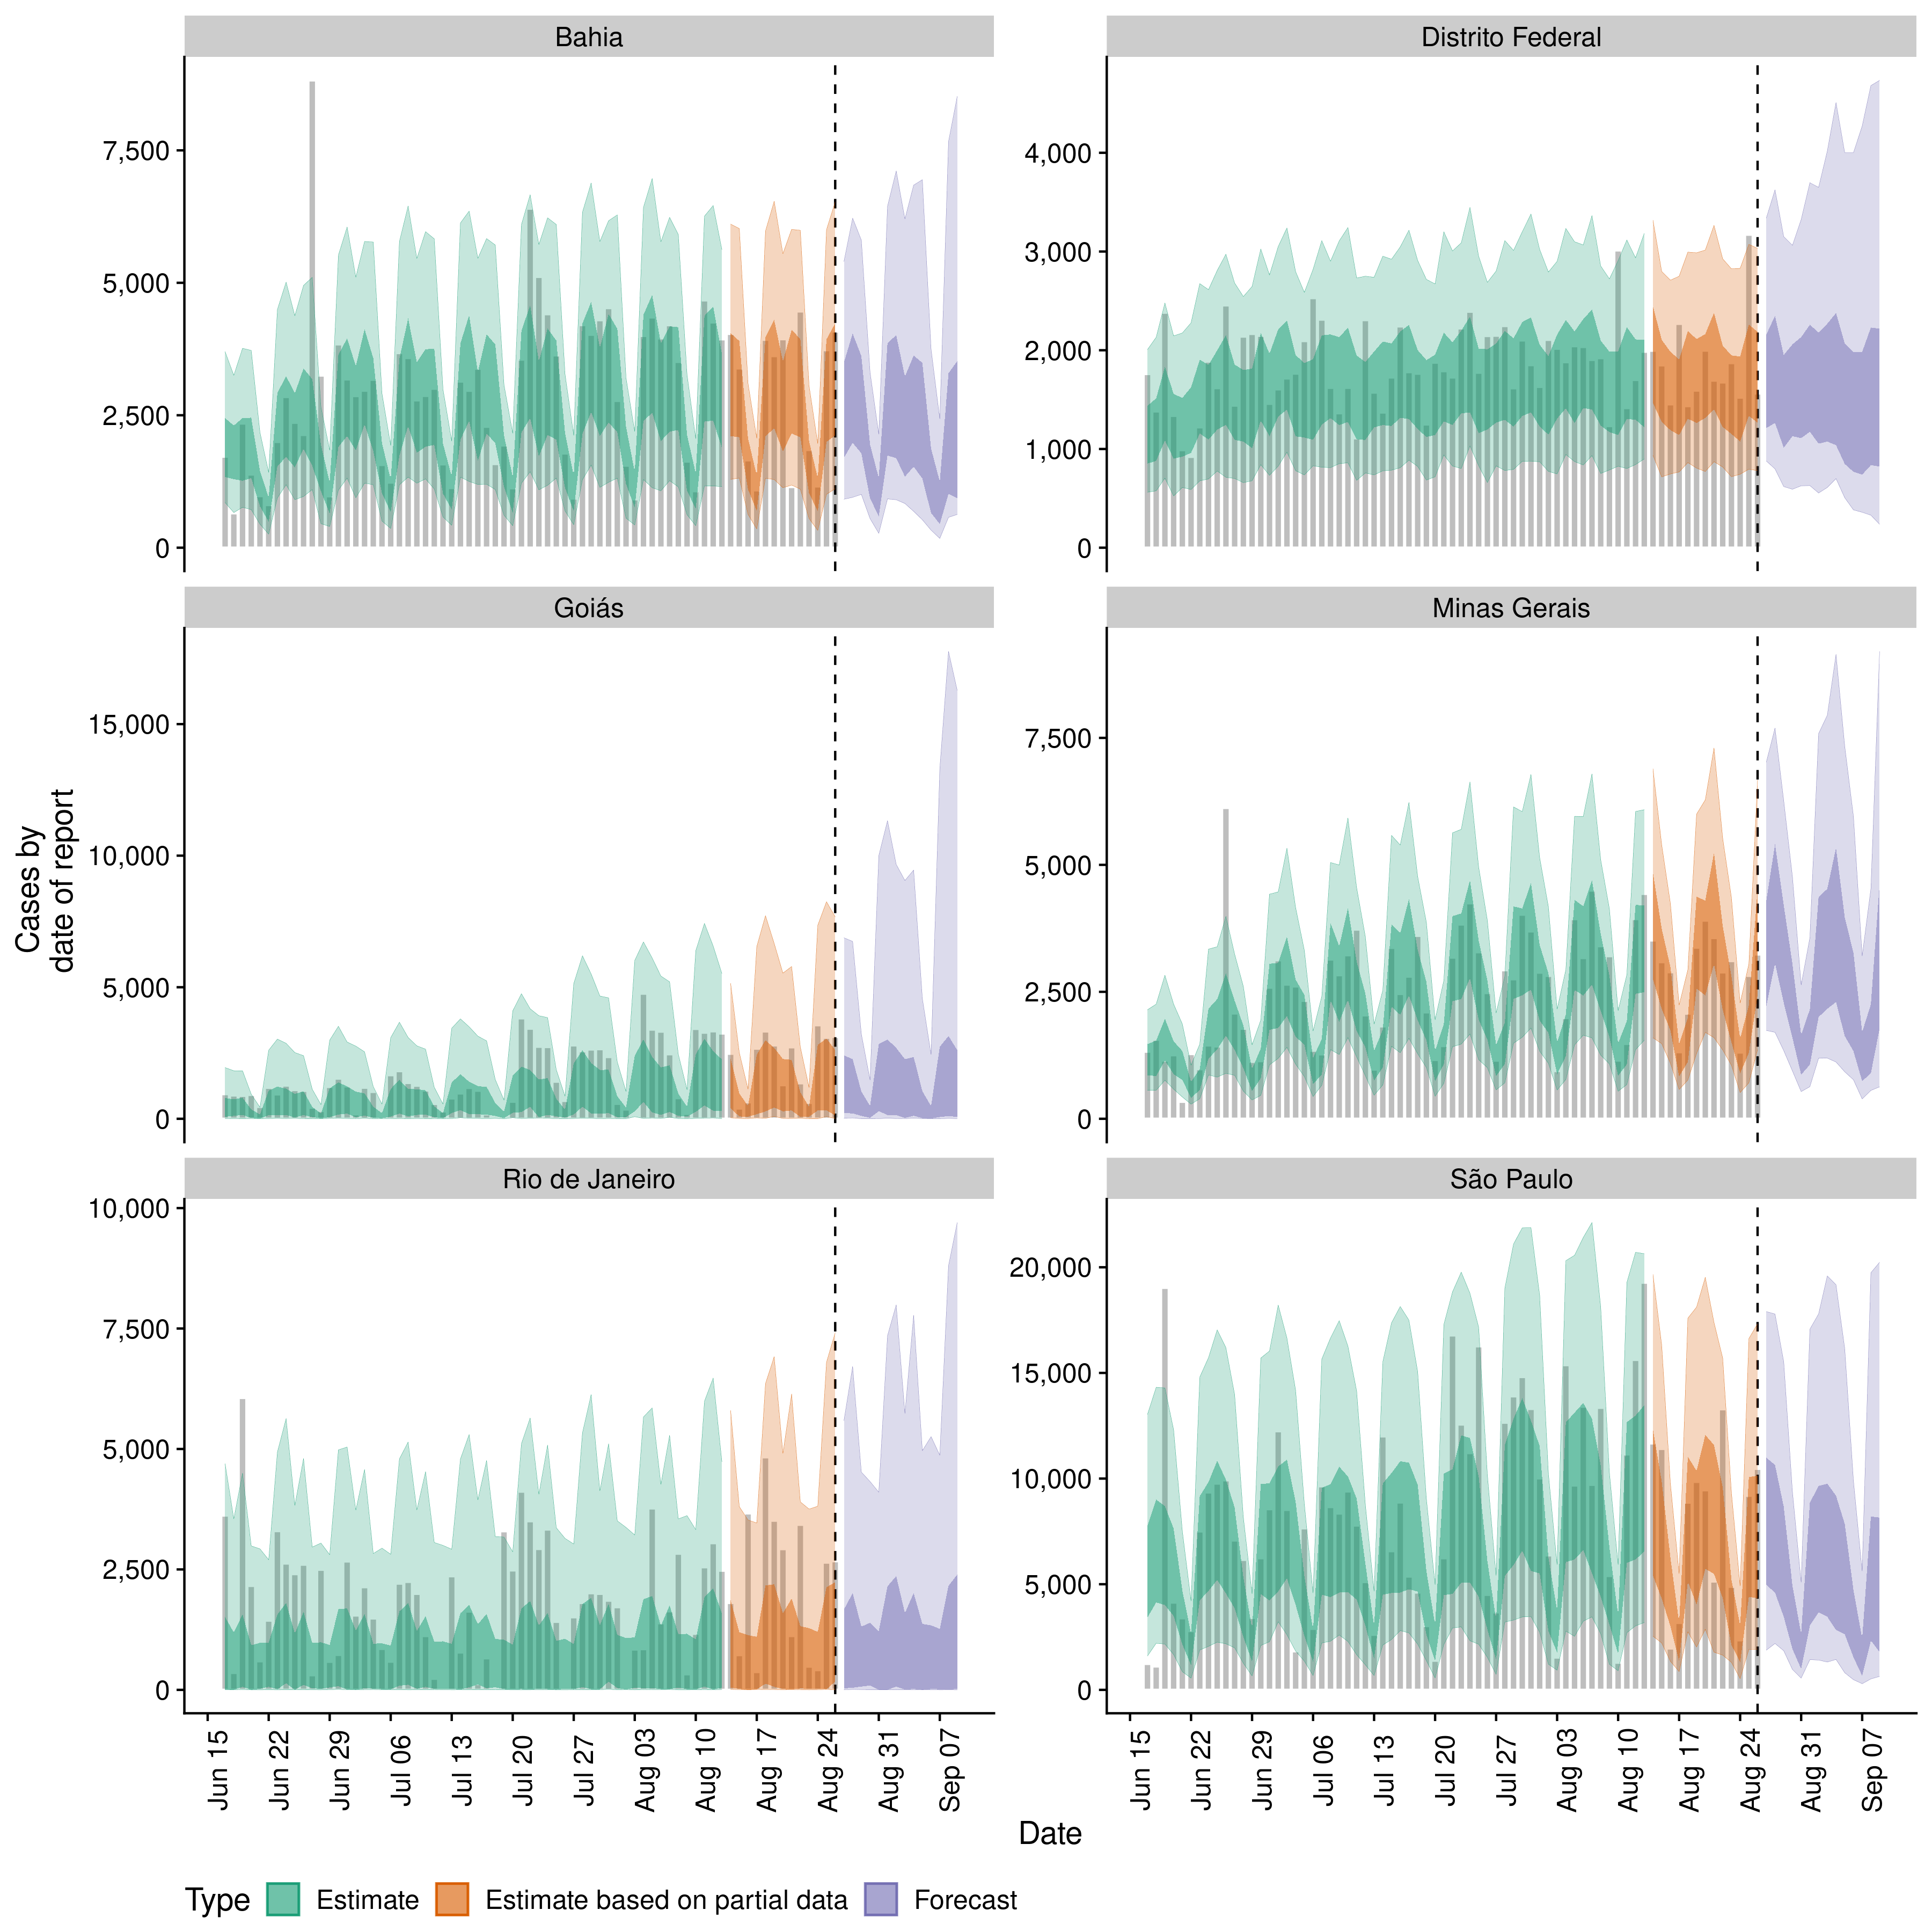 Bahia
Distrito Federal
7,500
5,000
2,500
0
4,000
3,000
2,000
1,000
0
Goiás
Minas Gerais
15,000
10,000
5,000
0
7,500
5,000
2,500
0
Cases by
date of report
Rio de Janeiro
São Paulo
10,000
7,500
5,000
2,500
0
20,000
15,000
10,000
5,000
0
Jun 15
Jun 22
Jun 29
Jul 06
Jul 13
Jul 20
Jul 27
Aug 03
Aug 10
Aug 17
Aug 24
Aug 31
Sep 07
Jun 15
Jun 22
Jun 29
Jul 06
Jul 13
Jul 20
Jul 27
Aug 03
Aug 10
Aug 17
Aug 24
Aug 31
Sep 07
Date
Type Estimate Estimate based on partial data Forecast